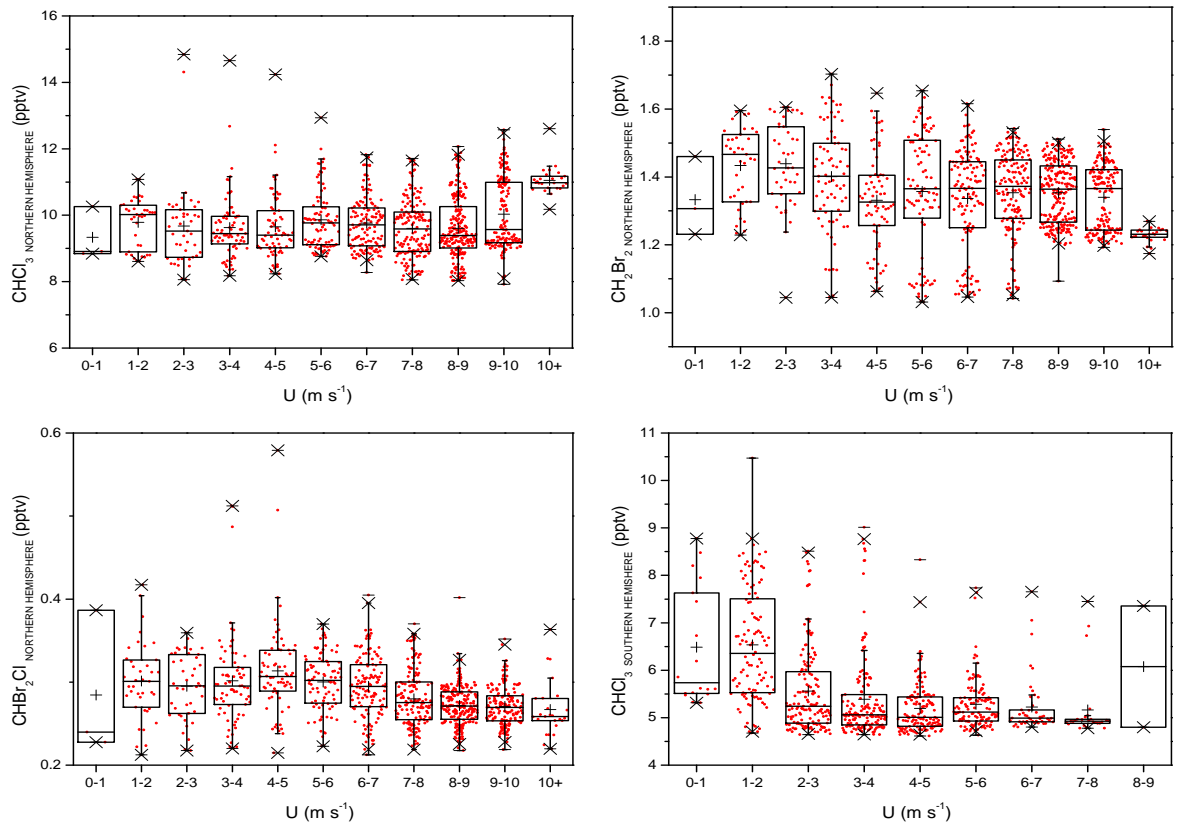 CHCl3 NORTHERN HEMISPHERE (pptv)
16
14
12
10
8
6
0-1 1-2 2-3 3-4 4-5 5-6 6-7 7-8 8-9 9-10 10+
U (m s-1)
CH2Br2 NORTHERN HEMISPHERE (pptv)
1.8
1.6
1.4
1.2
1.0
0-1 1-2 2-3 3-4 4-5 5-6 6-7 7-8 8-9 9-10 10+
U (m s-1)
CHBr2Cl NORTHERN HEMISPHERE (pptv)
0.6
0.4
0.2
0-1 1-2 2-3 3-4 4-5 5-6 6-7 7-8 8-9 9-10 10+
U (m s-1)
CHCl3 SOUTHERN HEMISHERE (pptv)
11
10
9
8
7
6
5
4
0-1 1-2 2-3 3-4 4-5 5-6 6-7 7-8 8-9
U (m s-1)